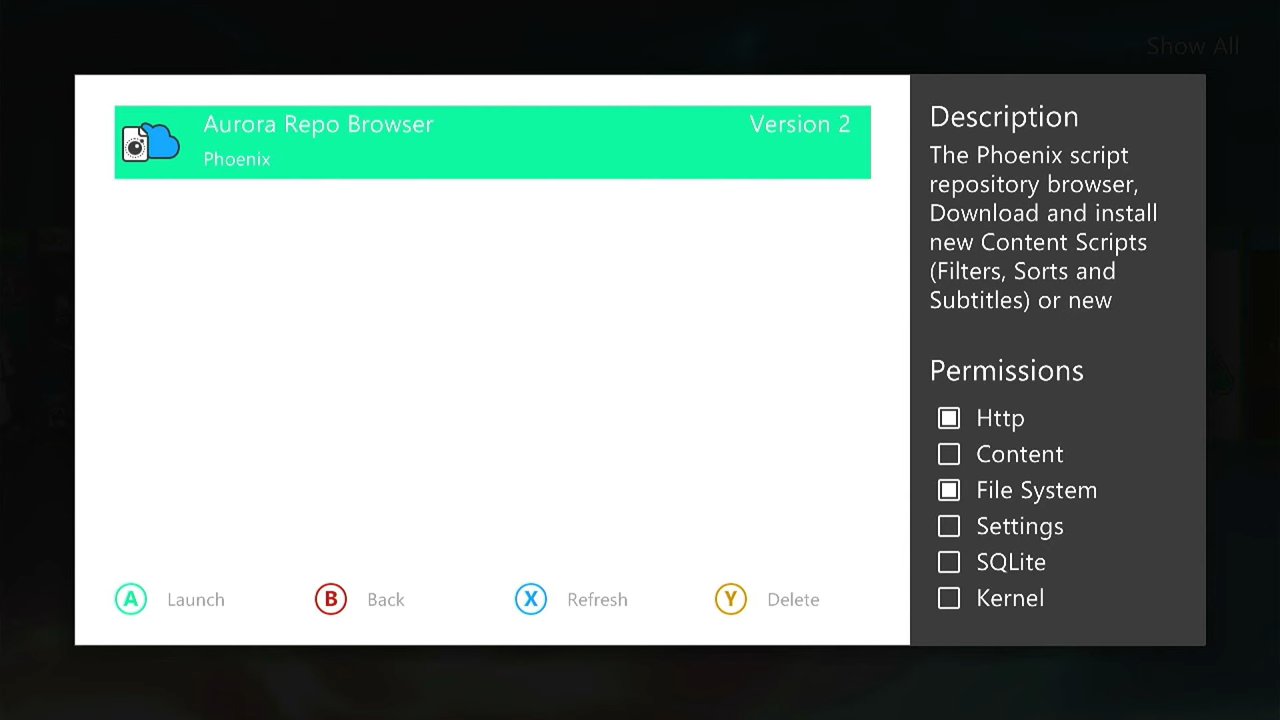 Show All
Aurora Repo Browser
Version 2
Phoenix
Description
The Phoenix script
repository browser,
Download and install
new Content Scripts
(Filters, Sorts and
Subtitles) or new
Permissions
Http
Content
File System
Settings
SQLite
Kernel
A Launch
B Back
X Refresh
Y Delete